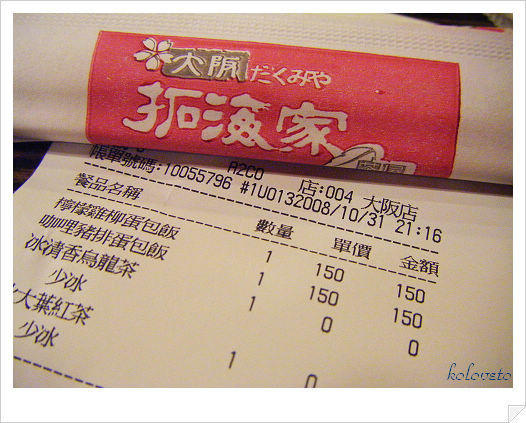 大阪 たくみや
拓海家
A2C0 店:004 大阪店
帳單號碼:10055796 #1U0132008/10/31 21:16
餐品名稱 數量 單價 金額
檸檬雞柳蛋包飯 1 150 150
咖哩豬排蛋包飯 1 150 150
冰清香烏龍茶 1 0 0
少冰
大葉紅茶 1 0
少冰
koloveto